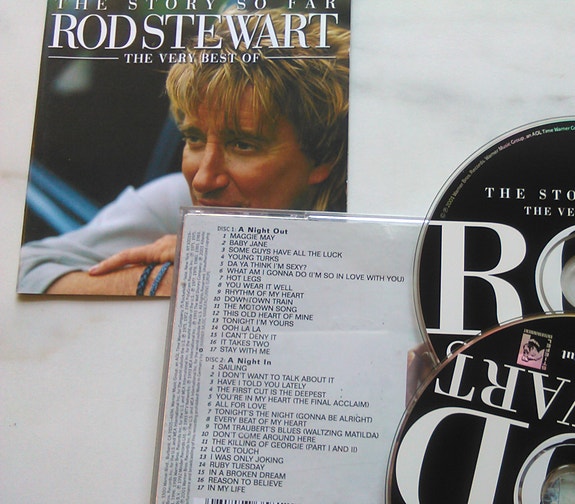 THE STORY SO FAR
ROD STEWART
THE VERY BEST OF
DISC 1: A Night Out
1 MAGGIE MAY
2 BABY JANE
3 SOME GUYS HAVE ALL THE LUCK
4 YOUNG TURKS
5 DA YA THINK I'M SEXY?
6 WHAT AM I GONNA DO (I'M SO IN LOVE WITH YOU)
7 HOT LEGS
8 YOU WEAR IT WELL
9 RHYTHM OF MY HEART
10 DOWNTOWN TRAIN
11 THE MOTOWN SONG
12 THIS OLD HEART OF MINE
13 TONIGHT I'M YOURS
14 OOH LA LA
15 I CAN'T DENY IT
16 IT TAKES TWO
17 STAY WITH ME
DISC 2: A Night In
1 SAILING
2 I DON'T WANT TO TALK ABOUT IT
3 HAVE I TOLD YOU LATELY
4 THE FIRST CUT IS THE DEEPEST
5 YOU'RE IN MY HEART (THE FINAL ACCLAIM)
6 ALL FOR LOVE
7 TONIGHT'S THE NIGHT (GONNA BE ALRIGHT)
8 EVERY BEAT OF MY HEART
9 TOM TRAUBERT'S BLUES (WALTZING MATILDA)
10 DON'T COME AROUND HERE
11 THE KILLING OF GEORGIE (PART I AND II)
12 LOVE TOUCH
13 I WAS ONLY JOKING
14 RUBY TUESDAY
15 IN A BROKEN DREAM
16 REASON TO BELIEVE
17 IN MY LIFE
THE STO
THE VE
RO
WART
OD